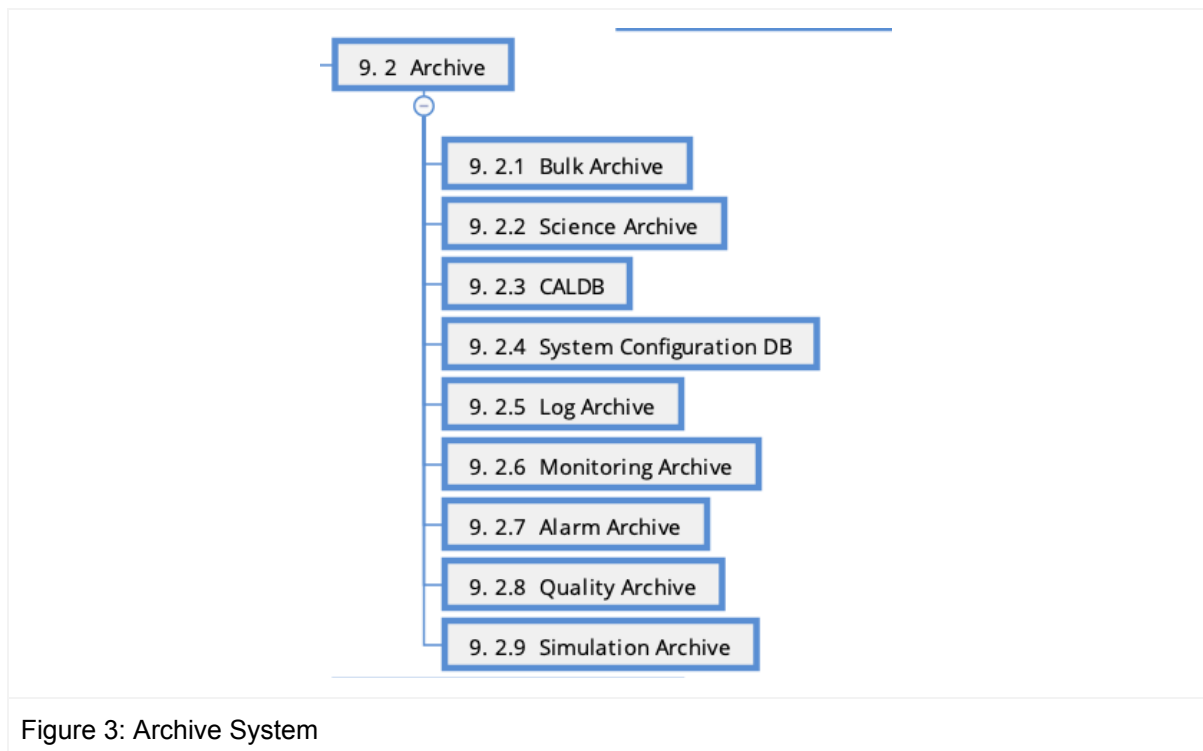 9. 2 Archive
9. 2.1 Bulk Archive
9. 2.2 Science Archive
9. 2.3 CALDB
9. 2.4 System Configuration DB
9. 2.5 Log Archive
9. 2.6 Monitoring Archive
9. 2.7 Alarm Archive
9. 2.8 Quality Archive
9. 2.9 Simulation Archive
Figure 3: Archive System